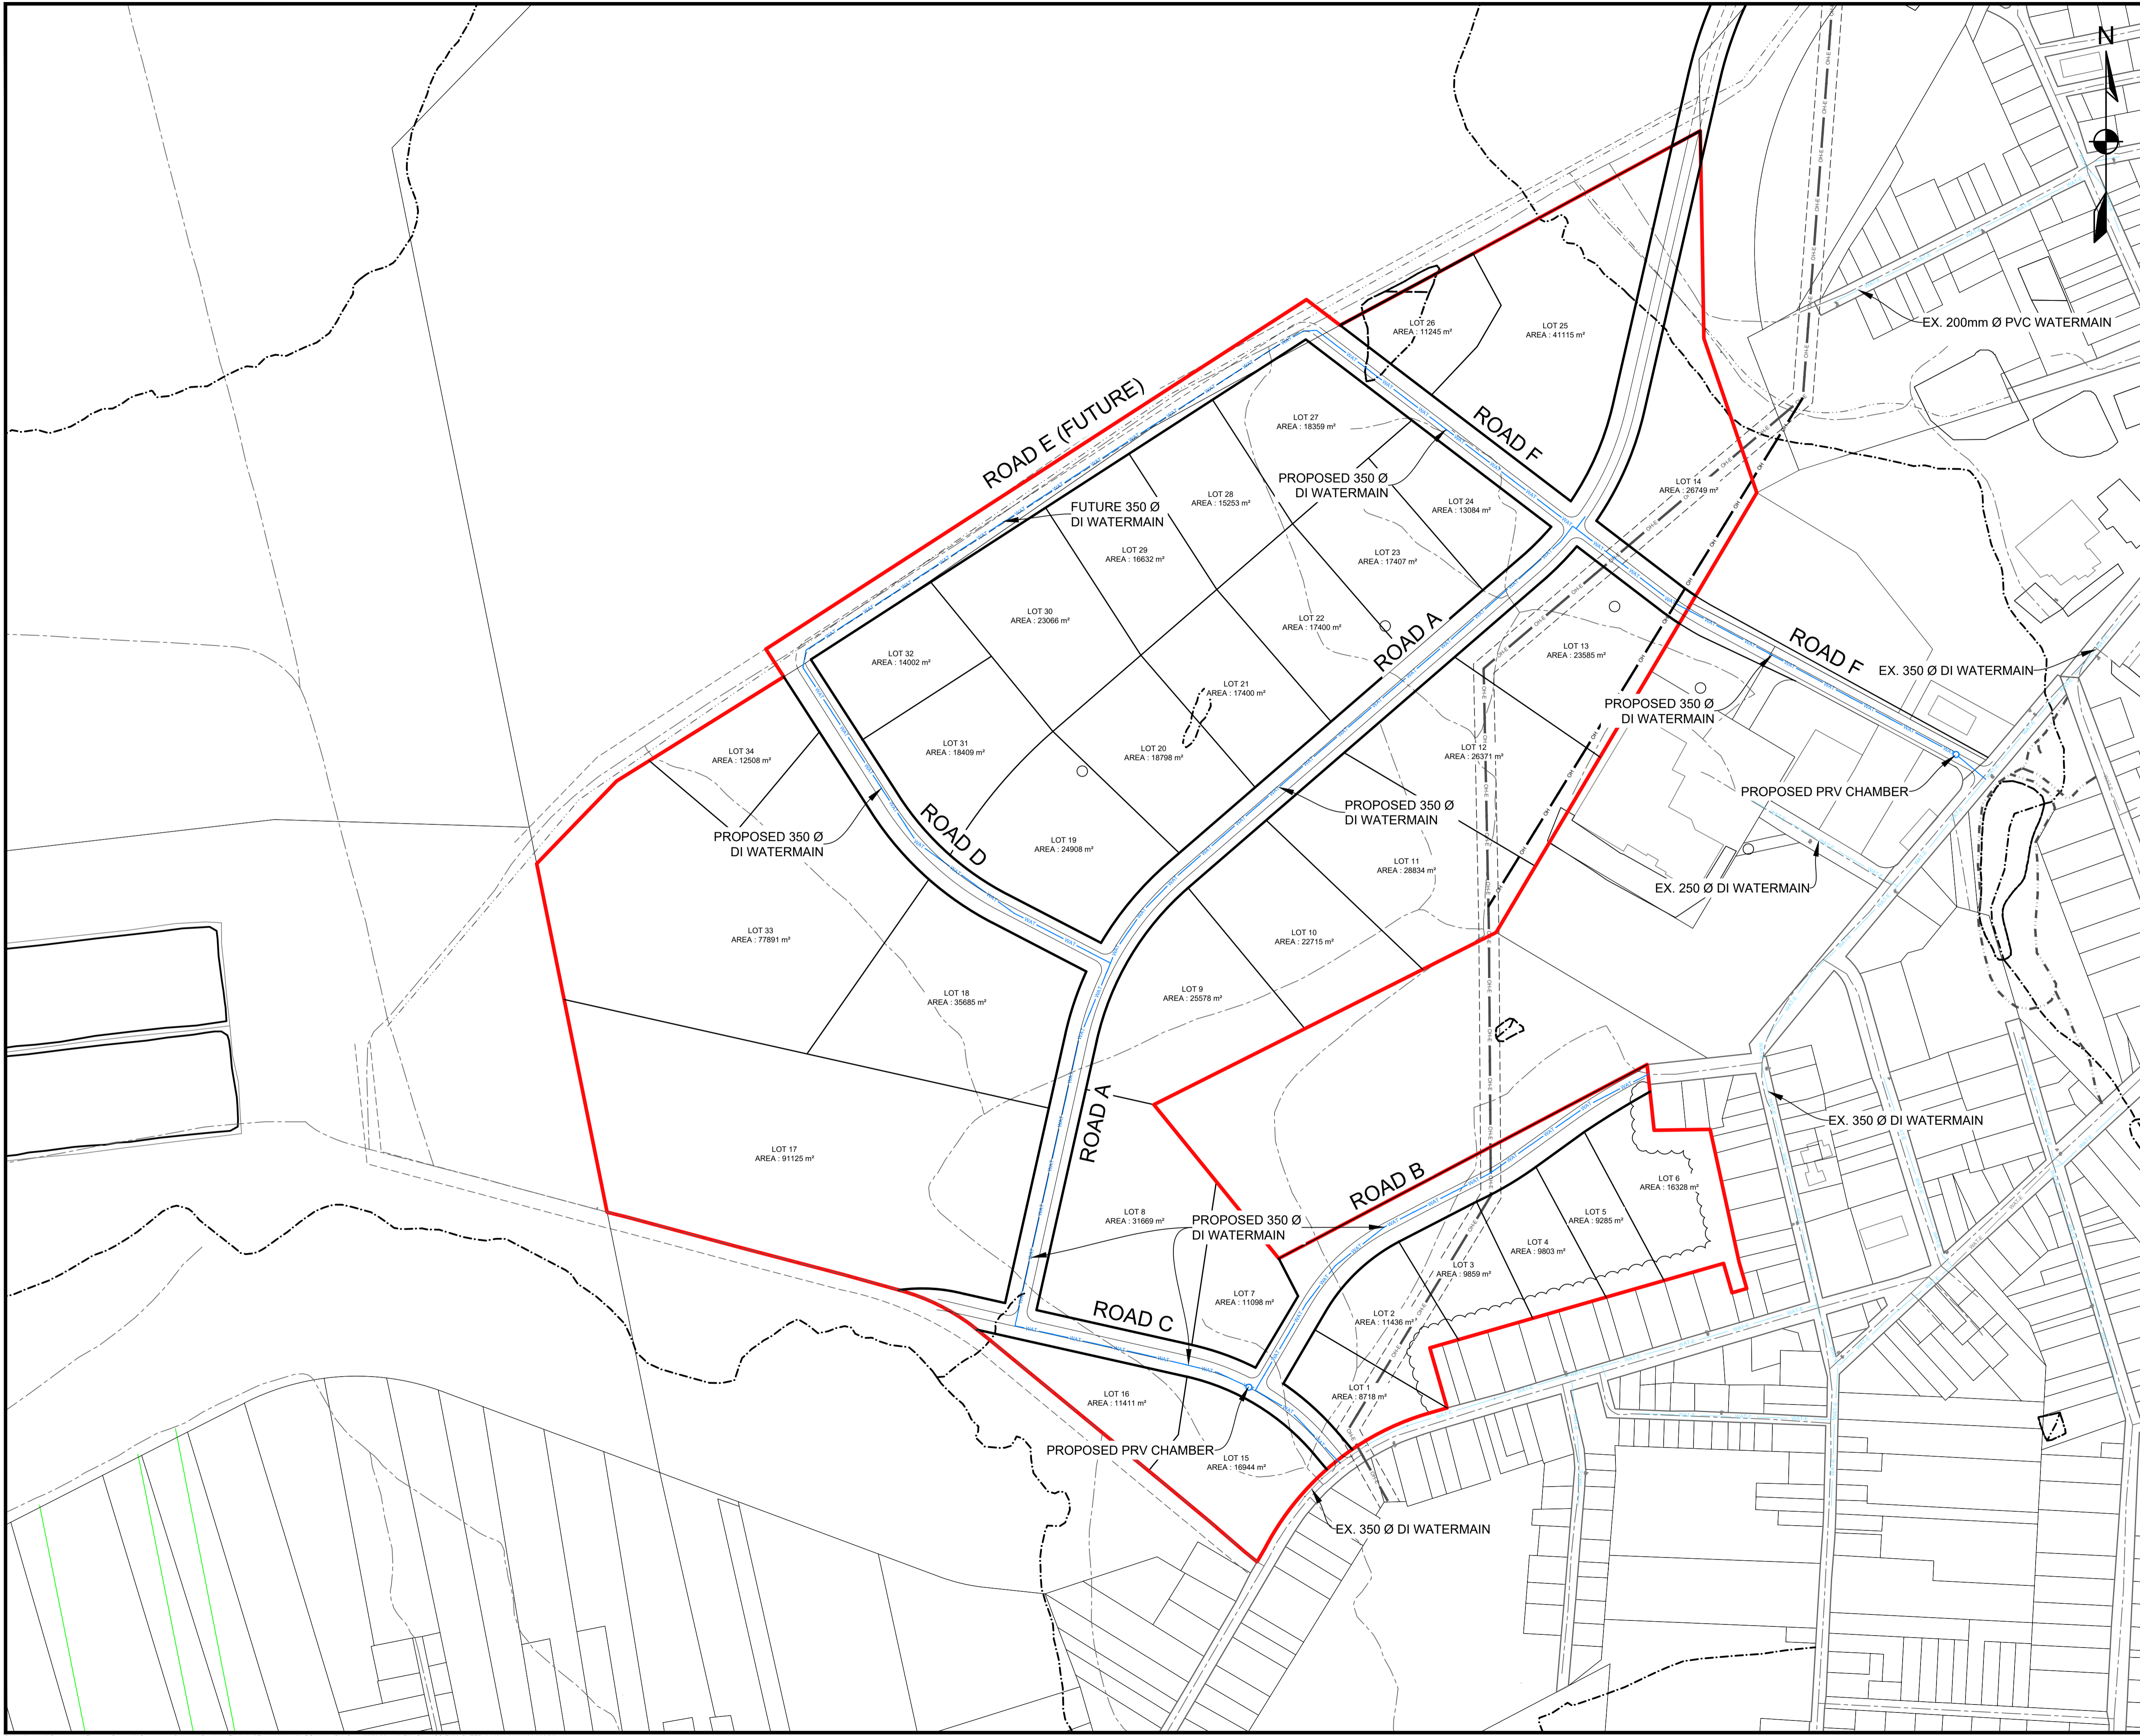 N
EX. 200mm Ø PVC WATERMAIN
LOT 26
AREA : 11245 m²
LOT 25
AREA : 41115 m²
ROAD E (FUTURE)
ROAD F
LOT 27
AREA : 18359 m²
PROPOSED 350 Ø
DI WATERMAIN
LOT 28
AREA : 15253 m²
FUTURE 350 Ø
DI WATERMAIN
LOT 24
AREA : 13084 m²
LOT 14
AREA : 26749 m²
LOT 29
AREA : 16632 m²
LOT 23
AREA : 17407 m²
LOT 30
AREA : 23066 m²
LOT 22
AREA : 17400 m²
ROAD A
LOT 32
AREA : 14002 m²
LOT 13
AREA : 23585 m²
ROAD F
EX. 350 Ø DI WATERMAIN
LOT 21
AREA : 17400 m²
PROPOSED 350 Ø
DI WATERMAIN
LOT 34
AREA : 12508 m²
LOT 31
AREA : 18409 m²
LOT 20
AREA : 18798 m²
LOT 12
AREA : 26371 m²
PROPOSED PRV CHAMBER
PROPOSED 350 Ø
DI WATERMAIN
PROPOSED 350 Ø
DI WATERMAIN
ROAD D
LOT 19
AREA : 24908 m²
LOT 11
AREA : 28834 m²
EX. 250 Ø DI WATERMAIN
LOT 33
AREA : 77891 m²
LOT 10
AREA : 22715 m²
LOT 18
AREA : 35685 m²
LOT 9
AREA : 25578 m²
ROAD A
EX. 350 Ø DI WATERMAIN
LOT 17
AREA : 91125 m²
ROAD B
LOT 6
AREA : 16328 m²
LOT 8
AREA : 31669 m²
PROPOSED 350 Ø
DI WATERMAIN
LOT 5
AREA : 9285 m²
LOT 4
AREA : 9803 m²
LOT 3
AREA : 9859 m²
LOT 7
AREA : 11098 m²
ROAD C
LOT 2
AREA : 11436 m²
LOT 16
AREA : 11411 m²
LOT 1
AREA : 8718 m²
PROPOSED PRV CHAMBER
LOT 15
AREA : 16944 m²
EX. 350 Ø DI WATERMAIN